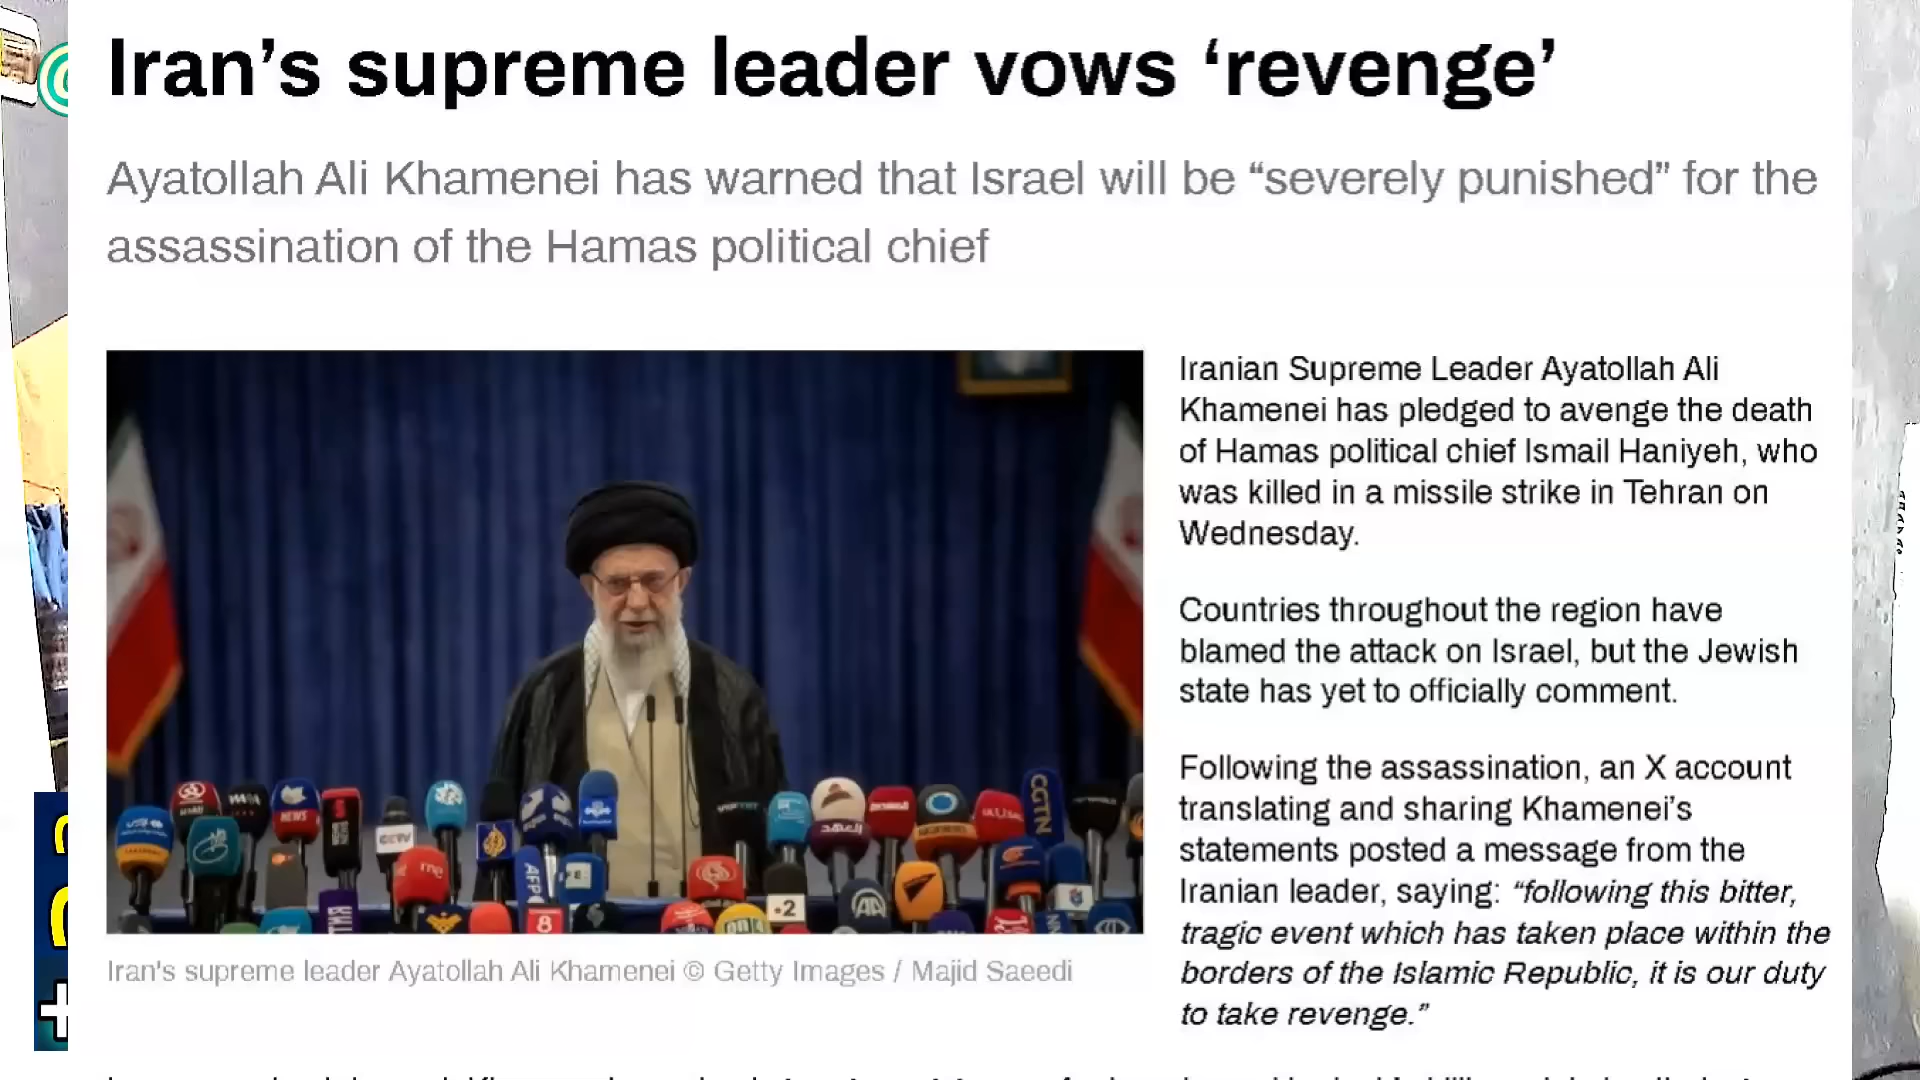 Iran’s supreme leader vows ‘revenge’
Ayatollah Ali Khamenei has warned that Israel will be “severely punished” for the
assassination of the Hamas political chief
Iranian Supreme Leader Ayatollah Ali
Khamenei has pledged to avenge the death
of Hamas political chief Ismail Haniyeh, who
was killed in a missile strike in Tehran on
Wednesday.
Countries throughout the region have
blamed the attack on Israel, but the Jewish
state has yet to officially comment.
Following the assassination, an X account
translating and sharing Khamenei’s
statements posted a message from the
Iranian leader, saying: “following this bitter,
tragic event which has taken place within the
borders of the Islamic Republic, it is our duty
to take revenge.”
NEWS
CGTN
CCTV
AFP
8
2
Iran's supreme leader Ayatollah Ali Khamenei © Getty Images / Majid Saeedi